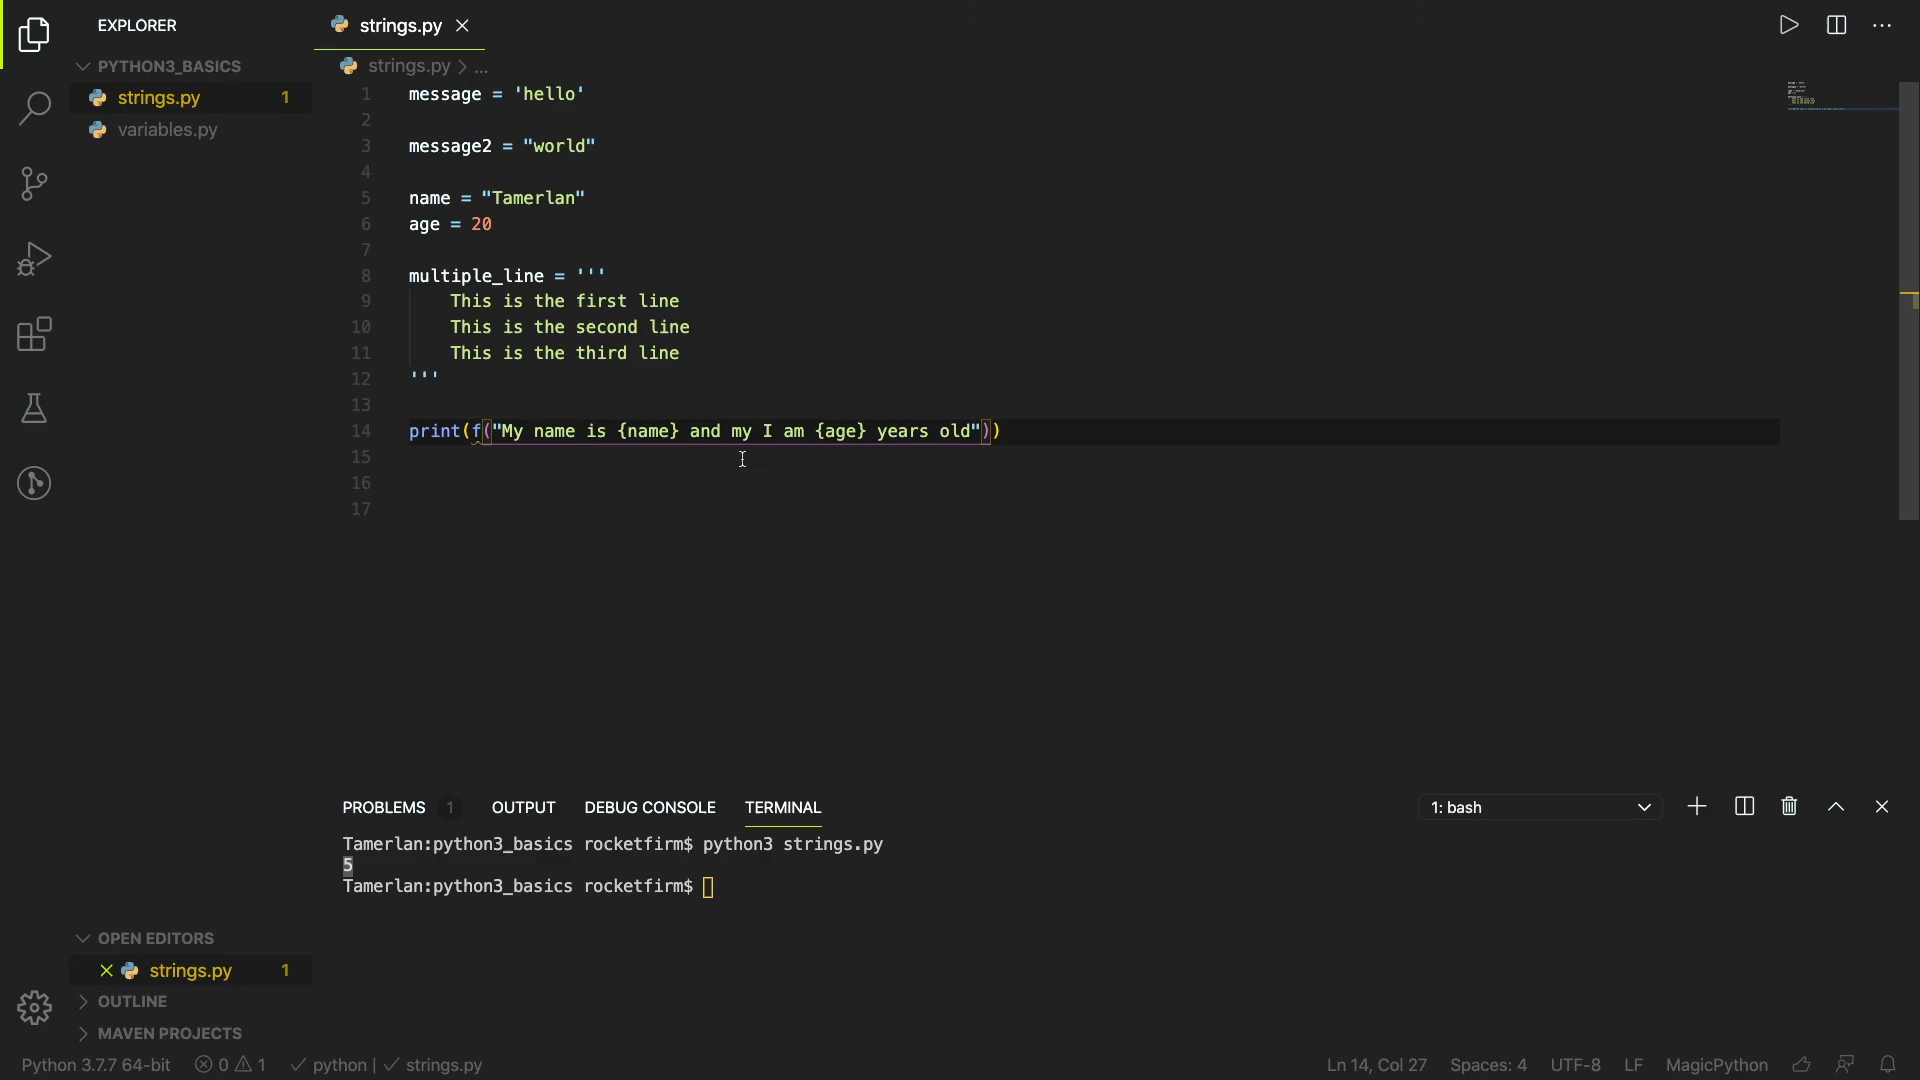 EXPLORER
strings.py
PYTHON3_BASICS
strings.py 1
variables.py
strings.py > ...
1 message = 'hello'
2
3 message2 = "world"
4
5 name = "Tamerlan"
6 age = 20
7
8 multiple_line = '''
9 This is the first line
10 This is the second line
11 This is the third line
12 '''
13
14 print(f("My name is {name} and my I am {age} years old"))
15
16
17
PROBLEMS 1 OUTPUT DEBUG CONSOLE TERMINAL 1: bash
Tamerlan:python3_basics rocketfirm$ python3 strings.py
5
Tamerlan:python3_basics rocketfirm$
OPEN EDITORS
strings.py 1
OUTLINE
MAVEN PROJECTS
Python 3.7.7 64-bit 0 1 python | strings.py Ln 14, Col 27 Spaces: 4 UTF-8 LF MagicPython